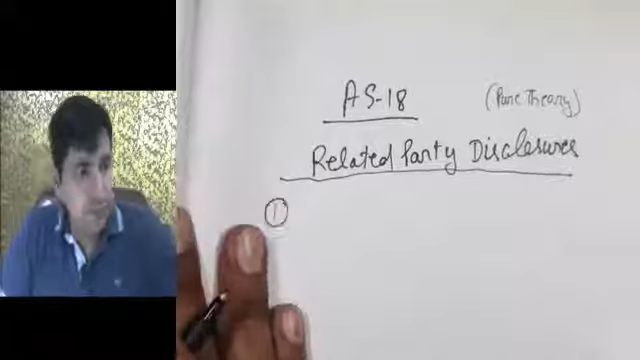 AS-18
(Pure Theory)
Related Party Disclosures
1